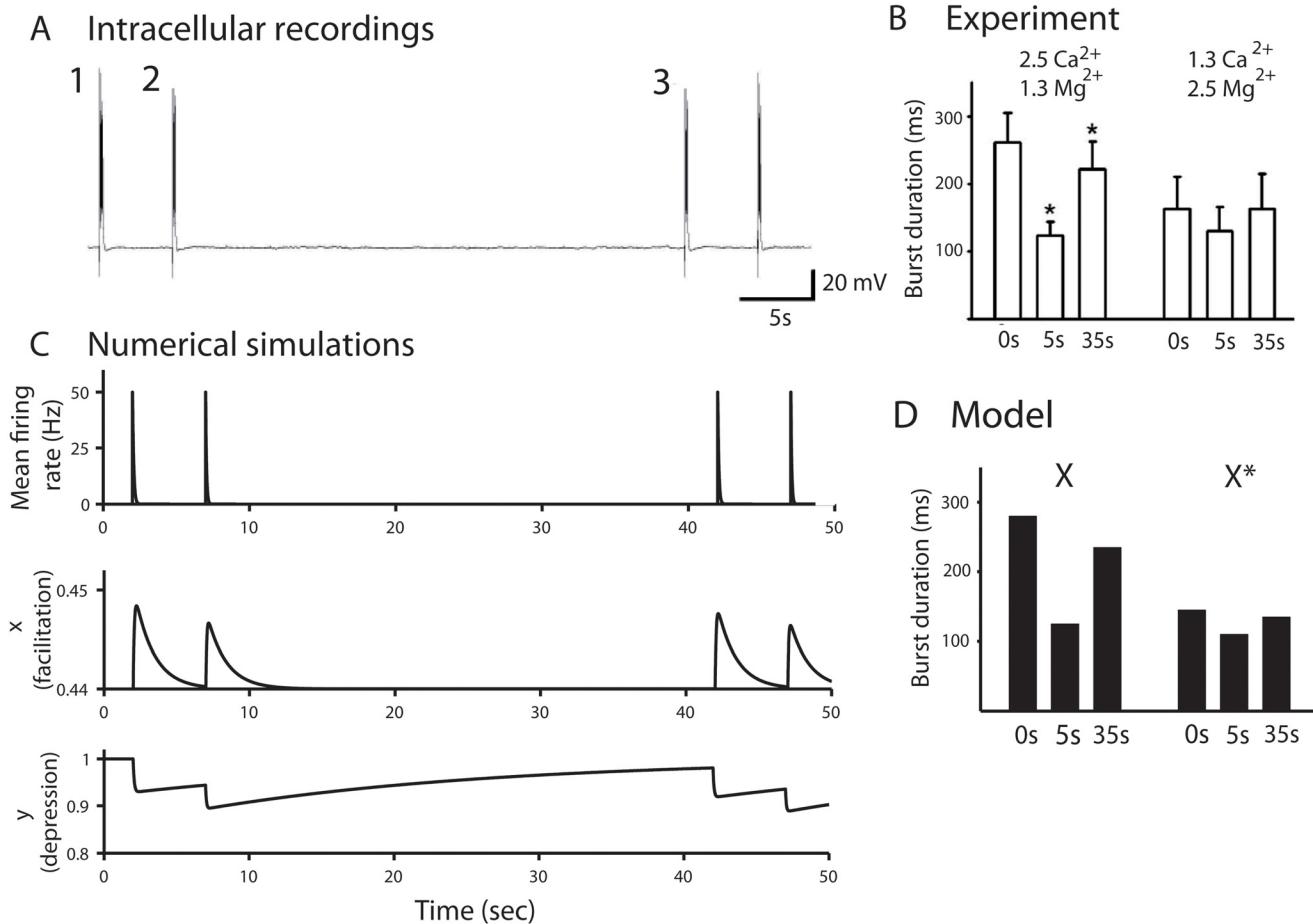 A Intracellular recordings
1 2 3
20 mV
5s
B Experiment
2.5 Ca2+ 1.3 Ca2+
1.3 Mg2+ 2.5 Mg2+
Burst duration (ms)
300
200
100
* *
0s 5s 35s 0s 5s 35s
C Numerical simulations
Mean firing
rate (Hz)
50
25
0
0 10 20 30 40 50
x
(facilitation)
0.45
0.44
0 10 20 30 40 50
y
(depression)
1
0.9
0.8
0 10 20 30 40 50
Time (sec)
D Model
X X*
Burst duration (ms)
300
200
100
0s 5s 35s 0s 5s 35s